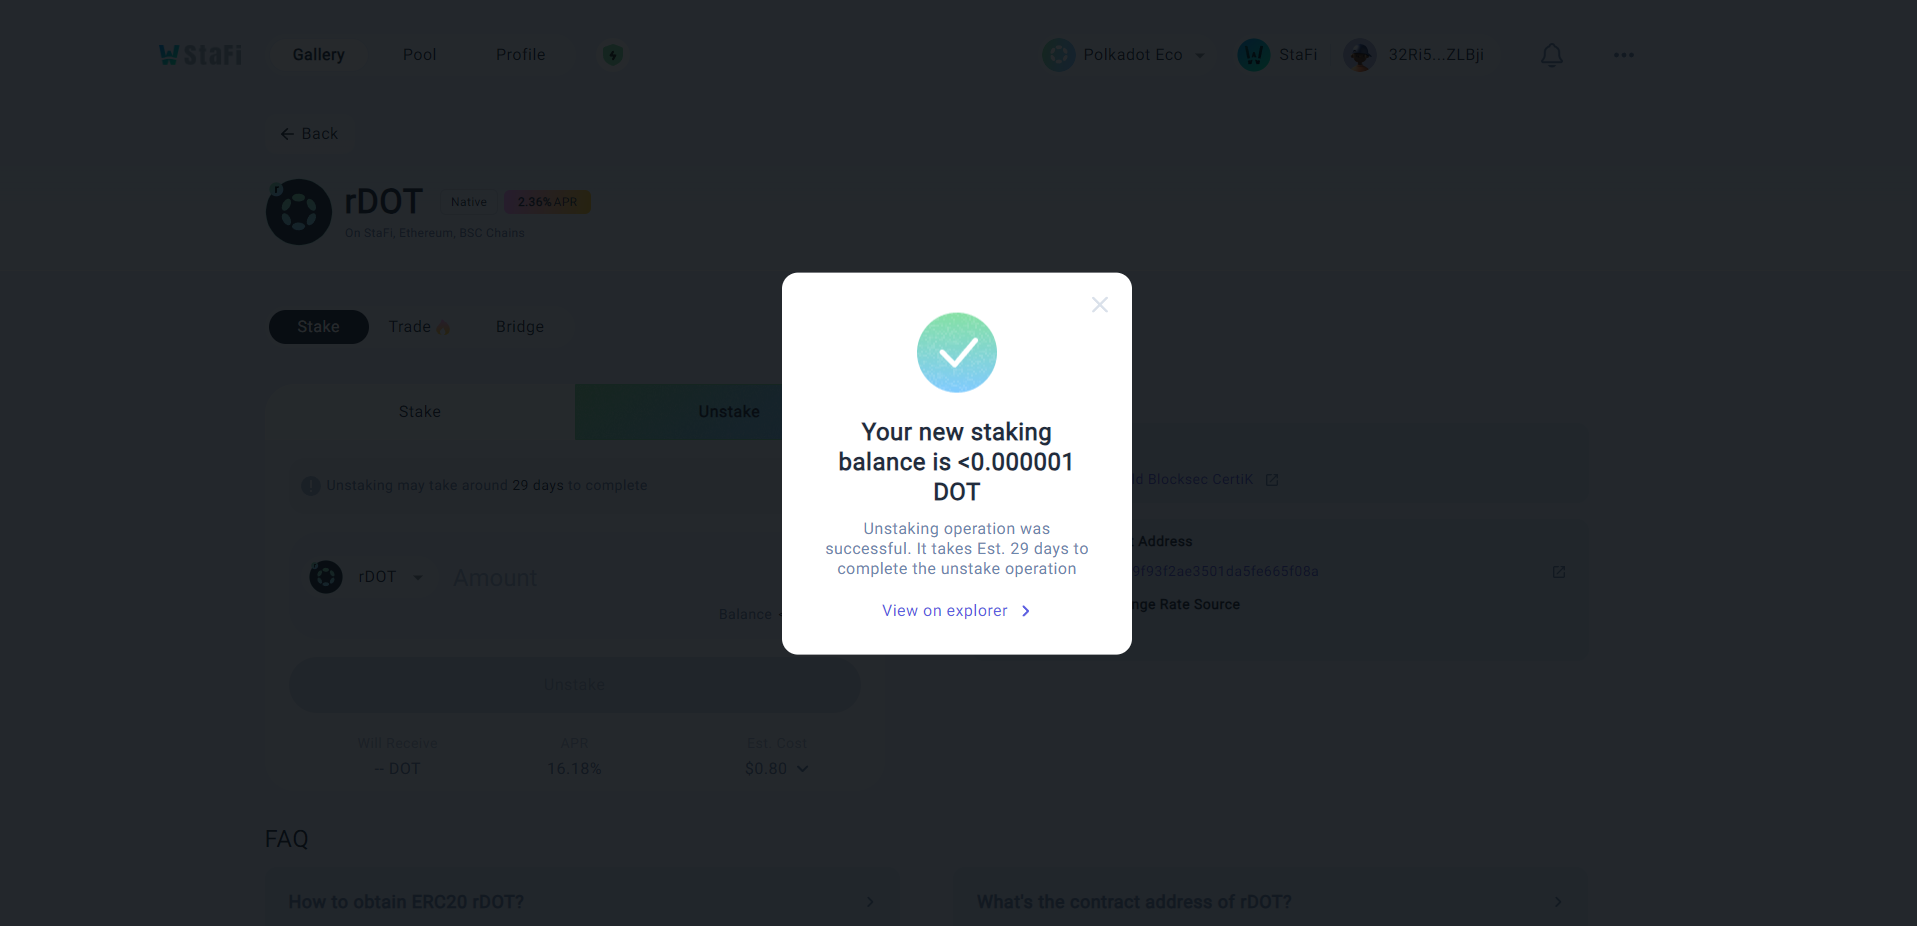 StaFi
Gallery
Pool
Profile
Polkadot Eco
StaFi
32Ri5...ZLBji
Back
r
rDOT
Native
2.36% APR
On StaFi, Ethereum, BSC Chains
Stake
Trade
Bridge
Stake
Unstake
Unstaking may take around 29 days to complete
rDOT
Amount
Balance
Unstake
Will Receive
APR
Est. Cost
-- DOT
16.18%
$0.80
Your new staking
balance is <0.000001
DOT
Unstaking operation was
successful. It takes Est. 29 days to
complete the unstake operation
View on explorer
Blocksec CertiK
Address
9f93f2ae3501da5fe665f08a
Rate Source
FAQ
How to obtain ERC20 rDOT?
What's the contract address of rDOT?